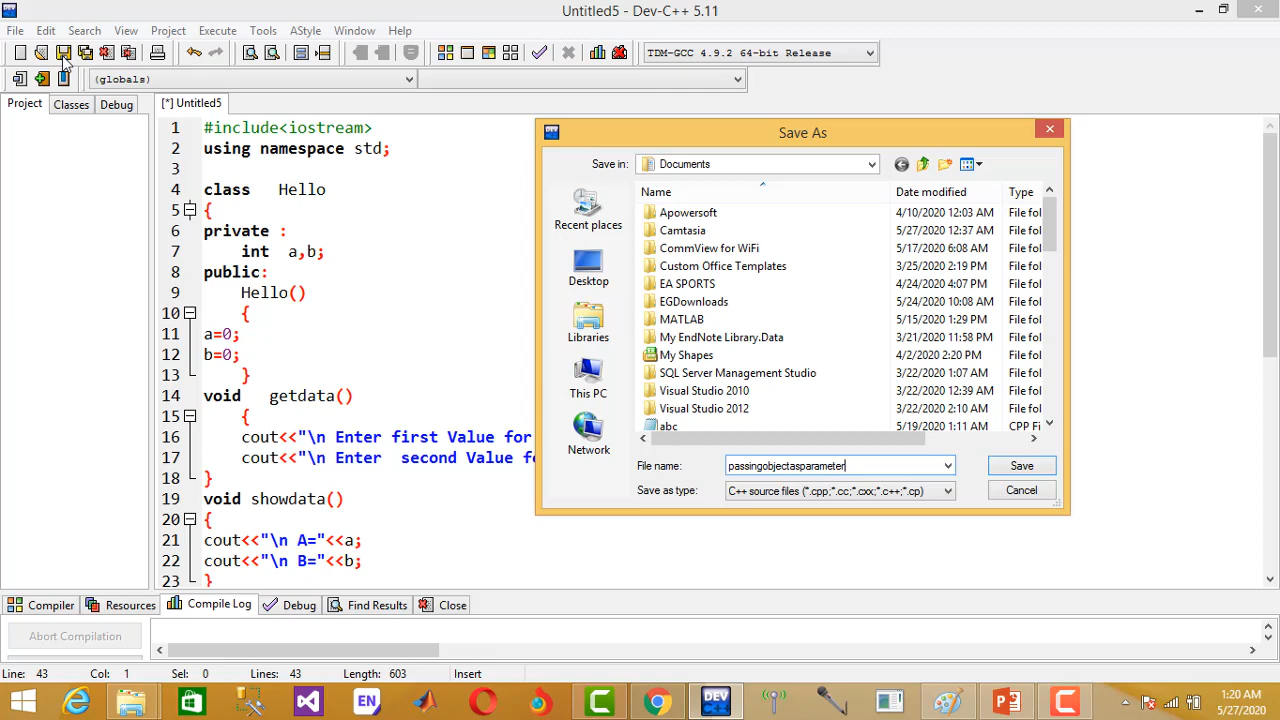 Untitled5 - Dev-C++ 5.11
File Edit Search View Project Execute Tools AStyle Window Help
TDM-GCC 4.9.2 64-bit Release
(globals)
Project Classes Debug
[*] Untitled5
1 #include<iostream>
2 using namespace std;
3
4 class Hello
5 {
6 private :
7 int a,b;
8 public:
9 Hello()
10 {
11 a=0;
12 b=0;
13 }
14 void getdata()
15 {
16 cout<<"\n Enter first Value for
17 cout<<"\n Enter second Value fo
18 }
19 void showdata()
20 {
21 cout<<"\n A="<<a;
22 cout<<"\n B="<<b;
23 }
DEV
Save As
Save in: Documents
Recent places
Desktop
Libraries
This PC
Network
Name Date modified Type
Apowersoft 4/10/2020 12:03 AM File fol
Camtasia 5/27/2020 12:37 AM File fol
CommView for WiFi 5/17/2020 6:08 AM File fol
Custom Office Templates 3/25/2020 2:19 PM File fol
EA SPORTS 4/24/2020 4:07 PM File fol
EGDownloads 5/24/2020 10:08 AM File fol
MATLAB 5/15/2020 1:29 PM File fol
My EndNote Library.Data 3/21/2020 11:58 PM File fol
My Shapes 4/2/2020 2:20 PM File fol
SQL Server Management Studio 3/22/2020 1:07 AM File fol
Visual Studio 2010 3/22/2020 12:39 AM File fol
Visual Studio 2012 3/22/2020 2:10 AM File fol
abc 5/19/2020 1:11 AM CPP Fi
File name: passingobjectasparameter Save
Save as type: C++ source files (*.cpp;*.cc;*.cxx;*.c++;*.cp) Cancel
Compiler Resources Compile Log Debug Find Results Close
Abort Compilation
Line: 43 Col: 1 Sel: 0 Lines: 43 Length: 603 Insert
EN
DEV C++
1:20 AM
5/27/2020